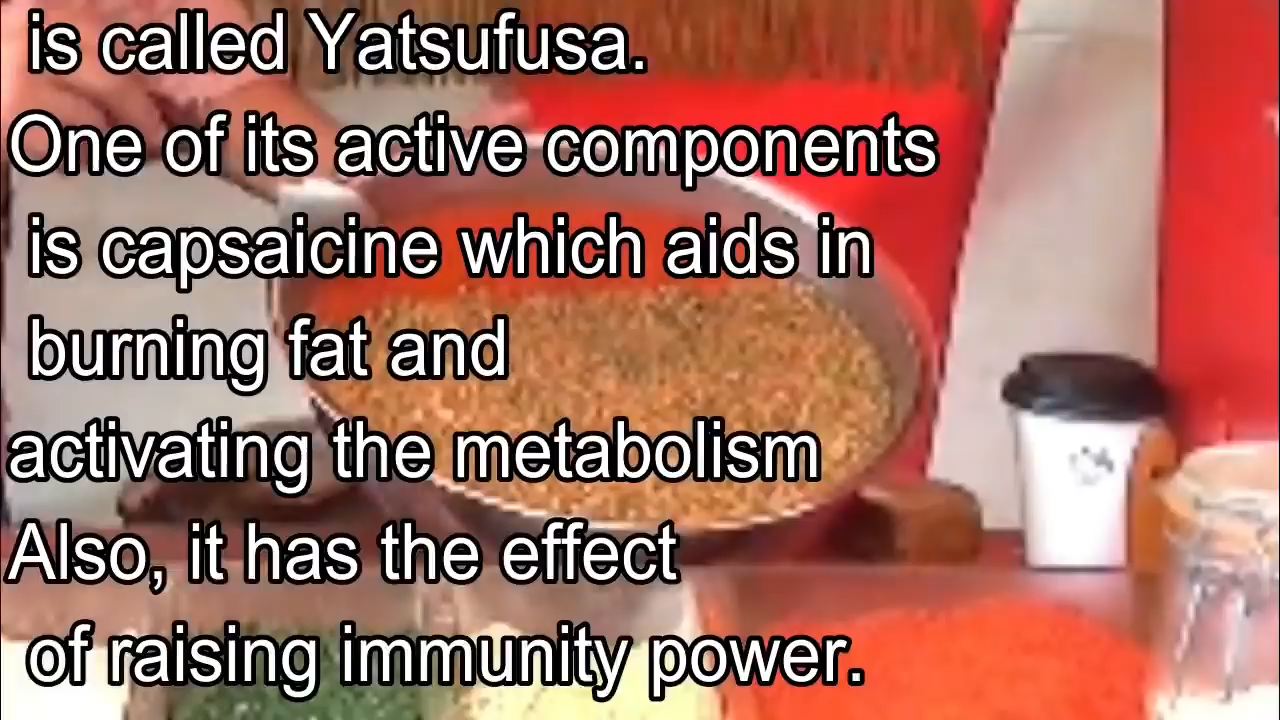 is called Yatsufusa.
One of its active components
is capsaicine which aids in
burning fat and
activating the metabolism
Also, it has the effect
of raising immunity power.